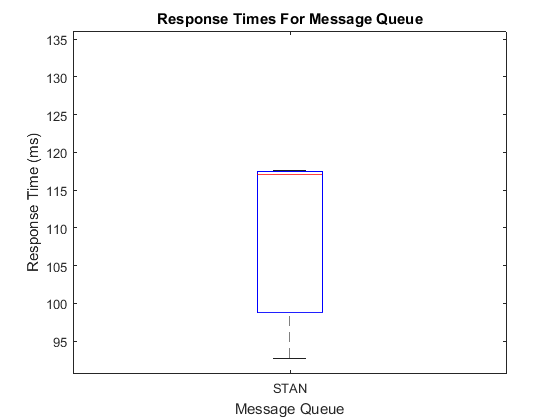 Response Times For Message Queue
135
130
125
120
115
110
105
100
95
Response Time (ms)
STAN
Message Queue